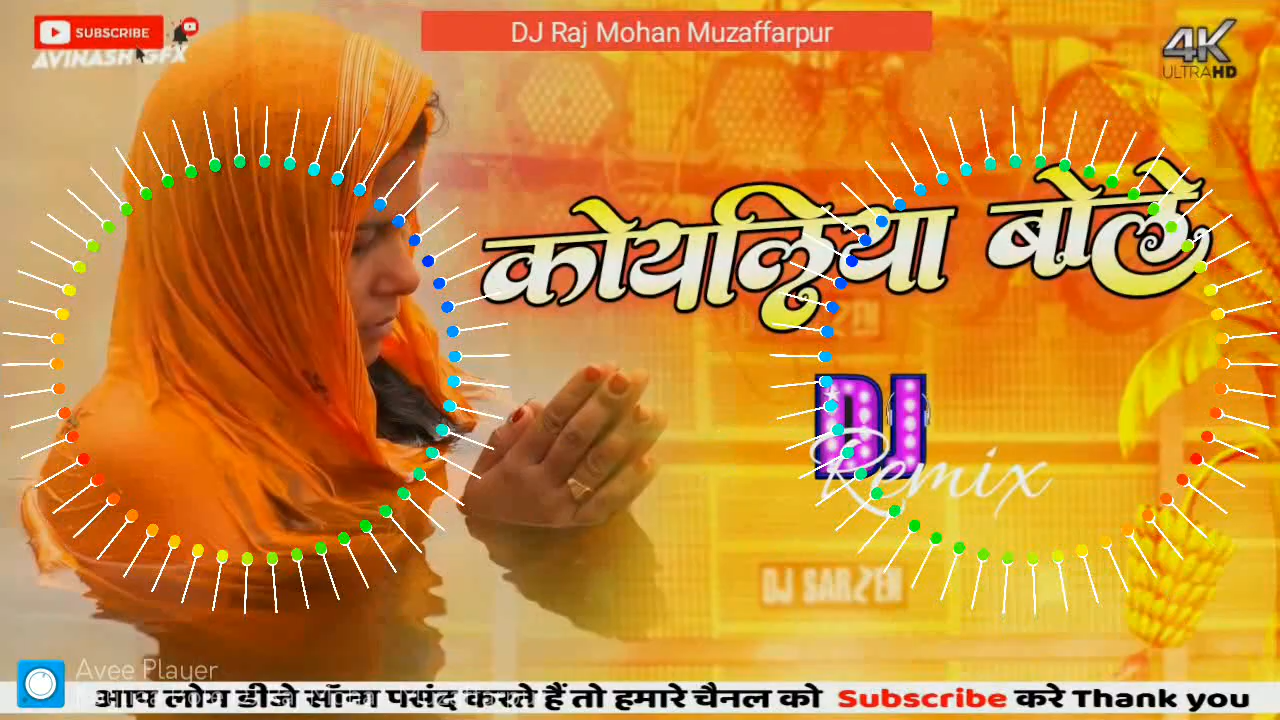 SUBSCRIBE
AVINASH GFX
DJ Raj Mohan Muzaffarpur
4K
ULTRAHD
कोयलिया बोले
DJ
Remix
DJ SARZEN
Avee Player
आप लोग डीजे सॉन्ग पसंद करते हैं तो हमारे चैनल को Subscribe करे Thank you